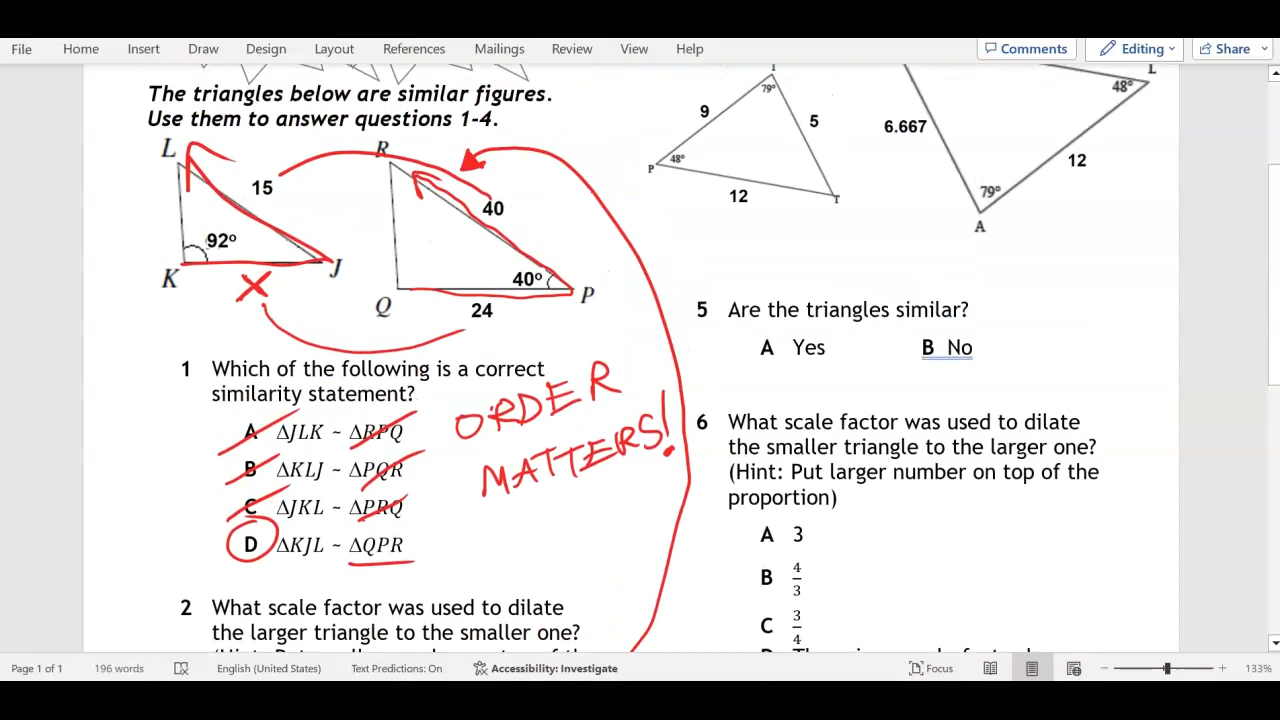 File Home Insert Draw Design Layout References Mailings Review View Help Comments Editing Share
The triangles below are similar figures.
Use them to answer questions 1-4.
L
15
92°
K
J
X
R
40
40°
Q
P
24
1 Which of the following is a correct
similarity statement?
A ΔJLK ~ ΔRPQ
B ΔKLJ ~ ΔPQR
C ΔJKL ~ ΔPRQ
D ΔKJL ~ ΔQPR
ORDER
MATTERS!
2 What scale factor was used to dilate
the larger triangle to the smaller one?
79°
9
5
P
48°
12
T
L
48°
6.667
12
79°
A
5 Are the triangles similar?
A Yes B No
6 What scale factor was used to dilate
the smaller triangle to the larger one?
(Hint: Put larger number on top of the
proportion)
A 3
B 4/3
C 3/4
Page 1 of 1 196 words English (United States) Text Predictions: On Accessibility: Investigate Focus 133%